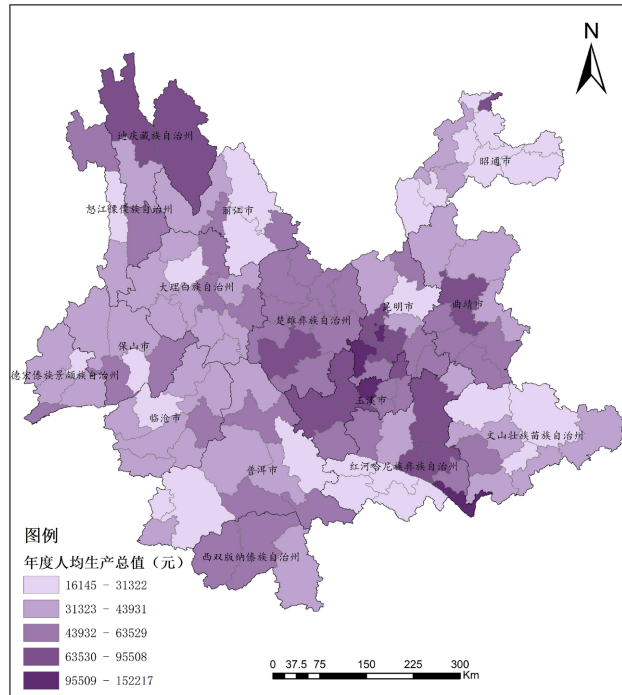 N
迪庆藏族自治州
昭通市
怒江傈僳族自治州
丽江市
大理白族自治州
昆明市
曲靖市
楚雄彝族自治州
保山市
德宏傣族景颇族自治州
玉溪市
临沧市
文山壮族苗族自治州
红河哈尼族彝族自治州
普洱市
西双版纳傣族自治州
图例
年度人均生产总值（元）
16145 - 31322
31323 - 43931
43932 - 63529
63530 - 95508
95509 - 152217
0 37.5 75 150 225 300
Km